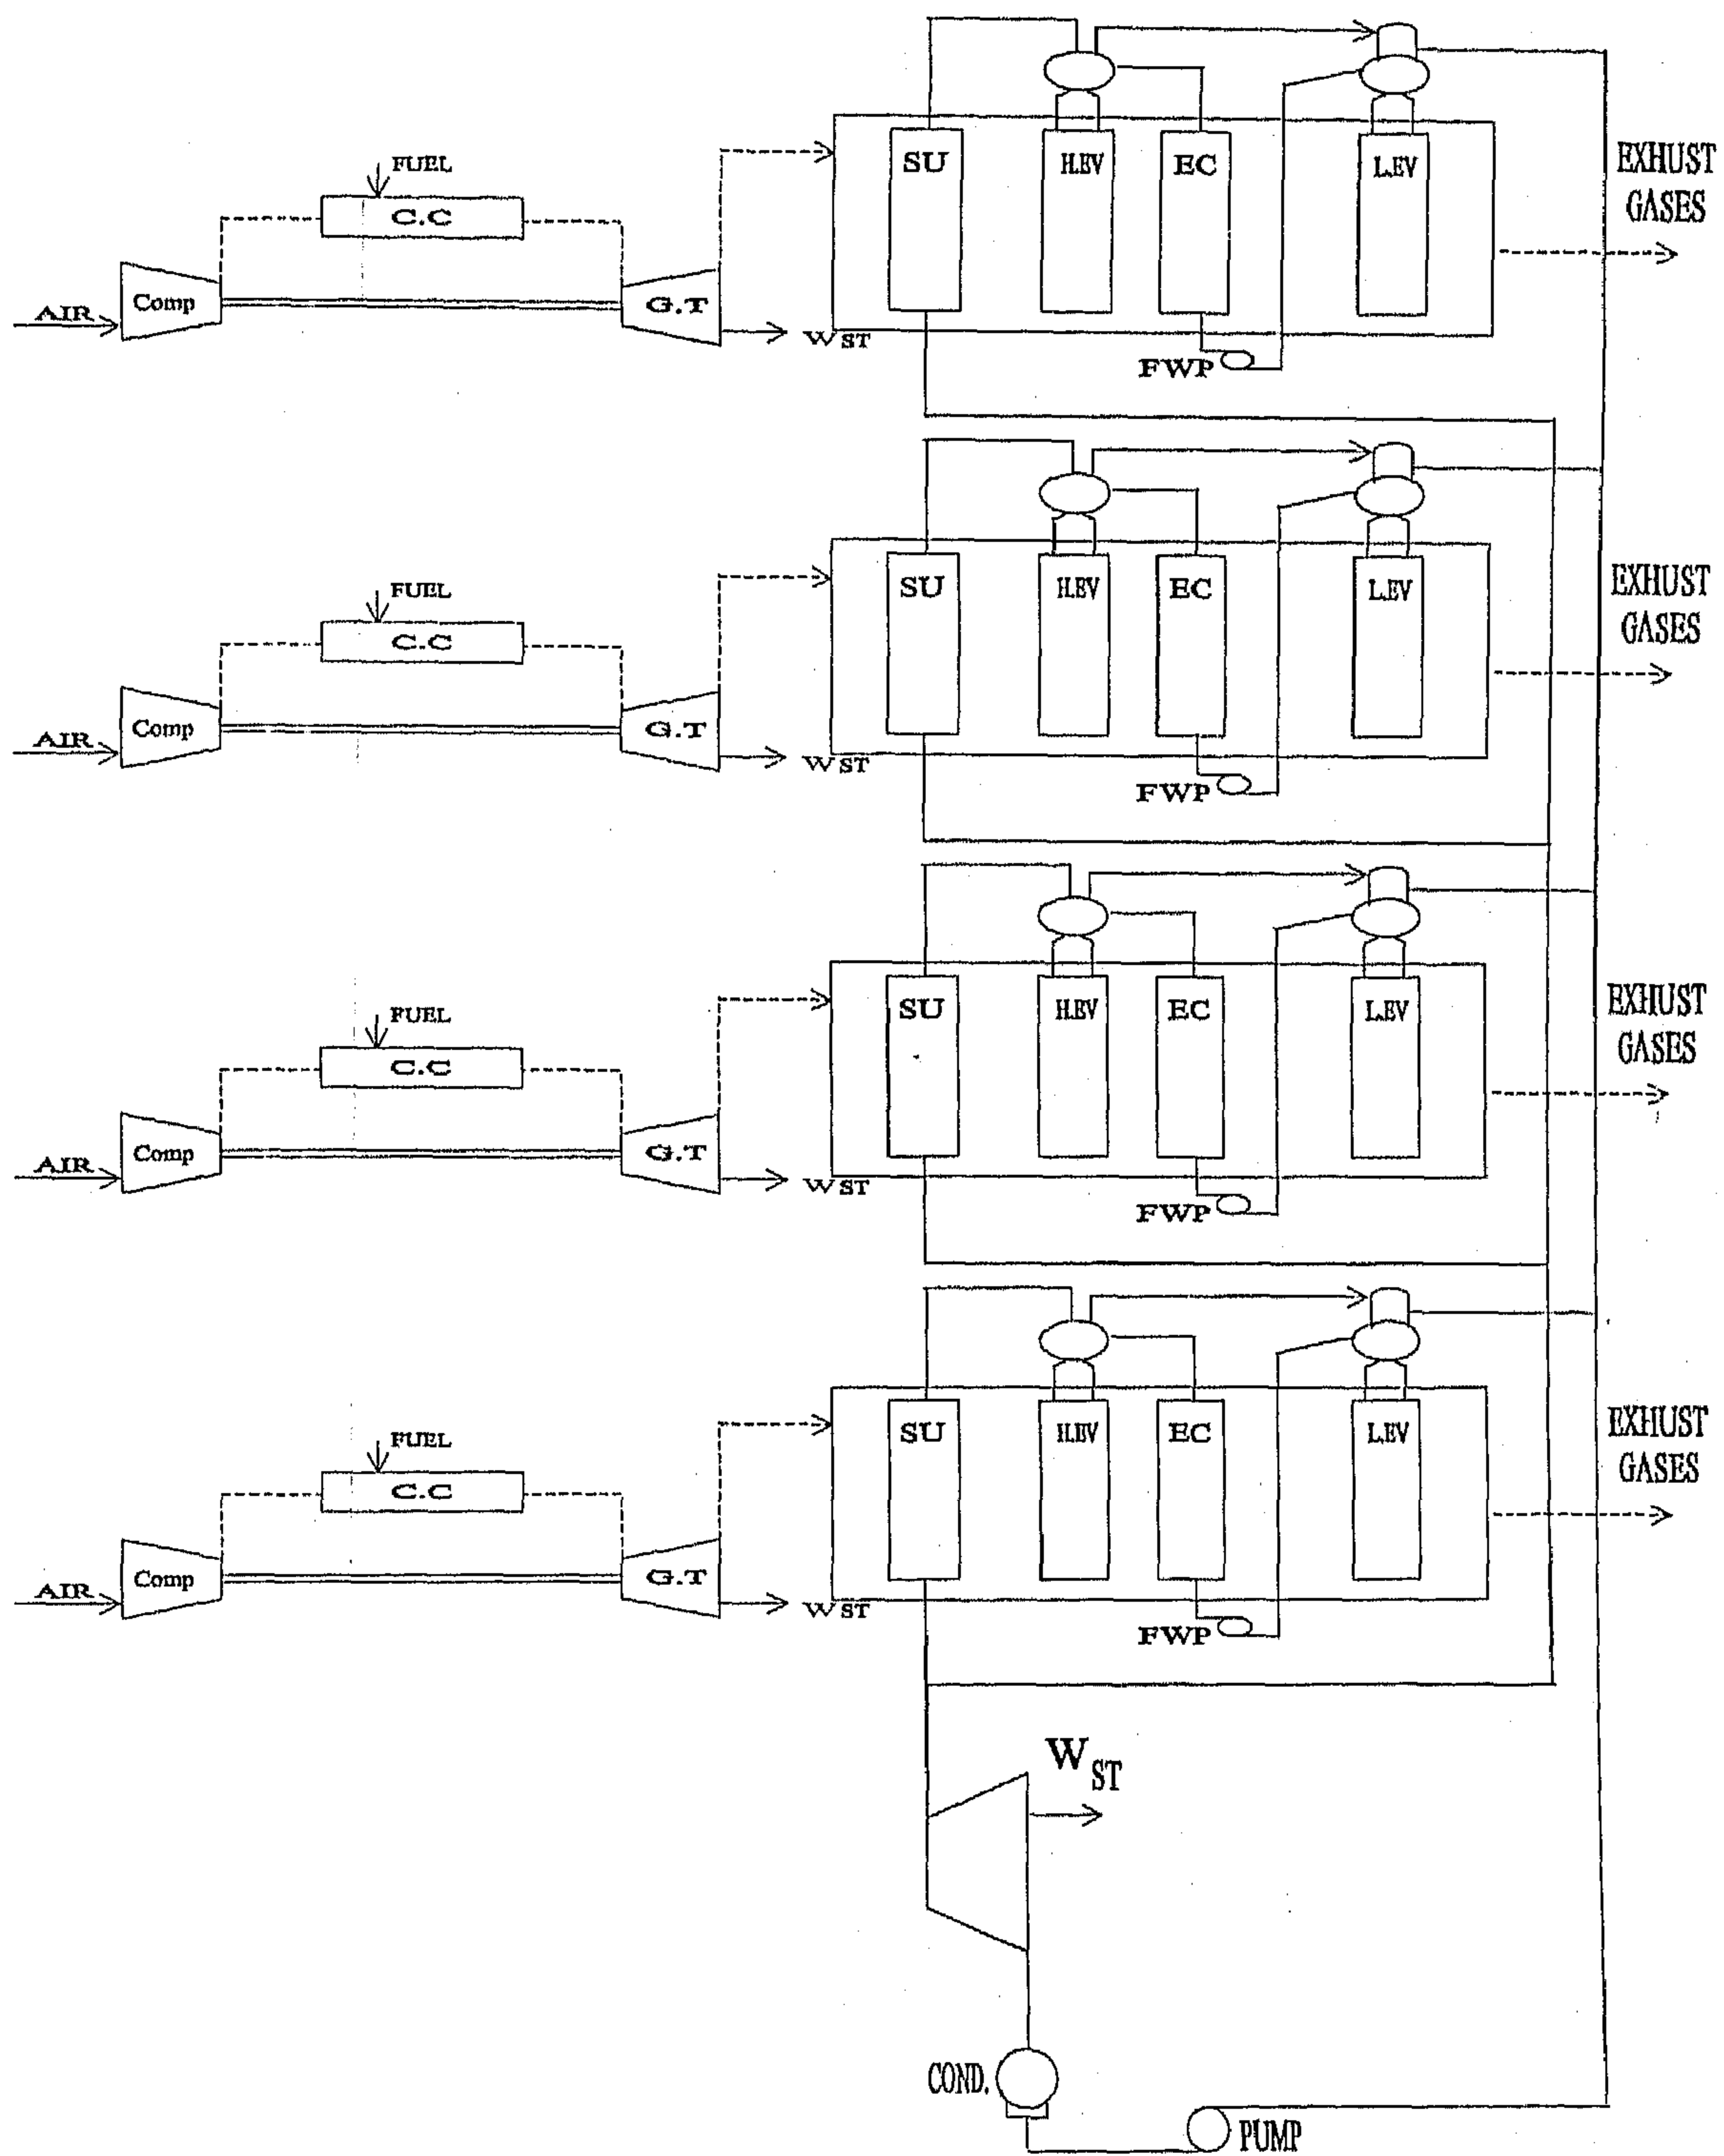 SU
H.EV
EC
L.EV
EXHUST
GASES
FUEL
C.C
Comp
G.T
AIR
W ST
FWP
SU
H.EV
EC
L.EV
EXHUST
GASES
FUEL
C.C
Comp
G.T
AIR
W ST
FWP
SU
H.EV
EC
L.EV
EXHUST
GASES
FUEL
C.C
Comp
G.T
AIR
W ST
FWP
SU
H.EV
EC
L.EV
EXHUST
GASES
FUEL
C.C
Comp
G.T
AIR
W ST
FWP
W ST
COND.
PUMP